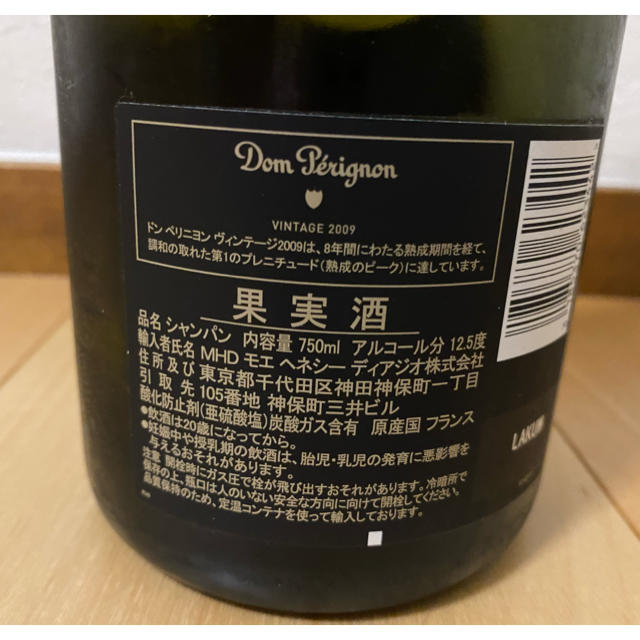 Dom Pérignon
VINTAGE 2009
ドン ペリニヨン ヴィンテージ2009は、8年間にわたる熟成期間を経て、
調和の取れた第1のプレニチュード(熟成のピーク)に達しています。
果実酒
品名 シャンパン 内容量 750ml アルコール分 12.5度
輸入者氏名 MHD モエ ヘネシー ディアジオ株式会社
住所及び 東京都千代田区神田神保町一丁目
引取先 105番地 神保町三井ビル
酸化防止剤(亜硫酸塩)炭酸ガス含有 原産国 フランス
●飲酒は20歳になってから。
●妊娠中や授乳期の飲酒は、胎児・乳児の発育に悪影響を
与えるおそれがあります。
注意 開栓時にガス圧で栓が飛び出すおそれがあります。冷暗所で
保存の上、瓶口は人のいない安全な方向に向けて開栓してください。
品質保持のため、定温コンテナを使って輸入しております。